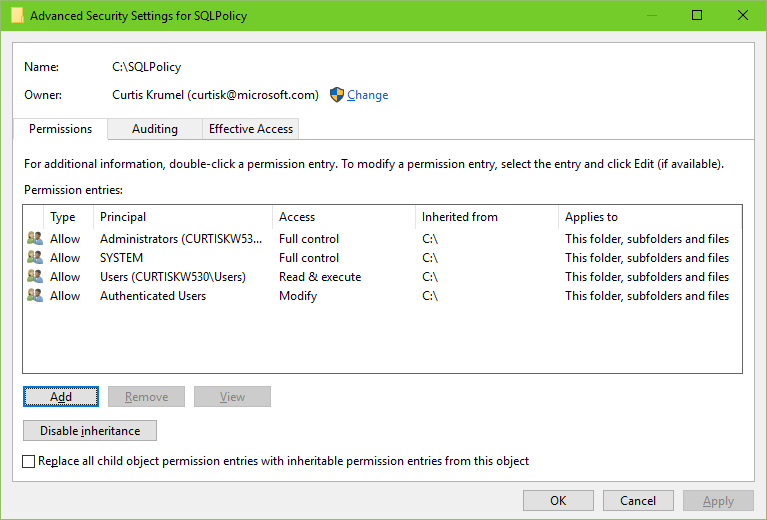 Advanced Security Settings for SQLPolicy
Name: C:\SQLPolicy
Owner: Curtis Krumel (curtisk@microsoft.com) Change
Permissions Auditing Effective Access
For additional information, double-click a permission entry. To modify a permission entry, select the entry and click Edit (if available).
Permission entries:
Type Principal Access Inherited from Applies to
Allow Administrators (CURTISKW53... Full control C:\ This folder, subfolders and files
Allow SYSTEM Full control C:\ This folder, subfolders and files
Allow Users (CURTISKW530\Users) Read & execute C:\ This folder, subfolders and files
Allow Authenticated Users Modify C:\ This folder, subfolders and files
Add Remove View
Disable inheritance
Replace all child object permission entries with inheritable permission entries from this object
OK Cancel Apply